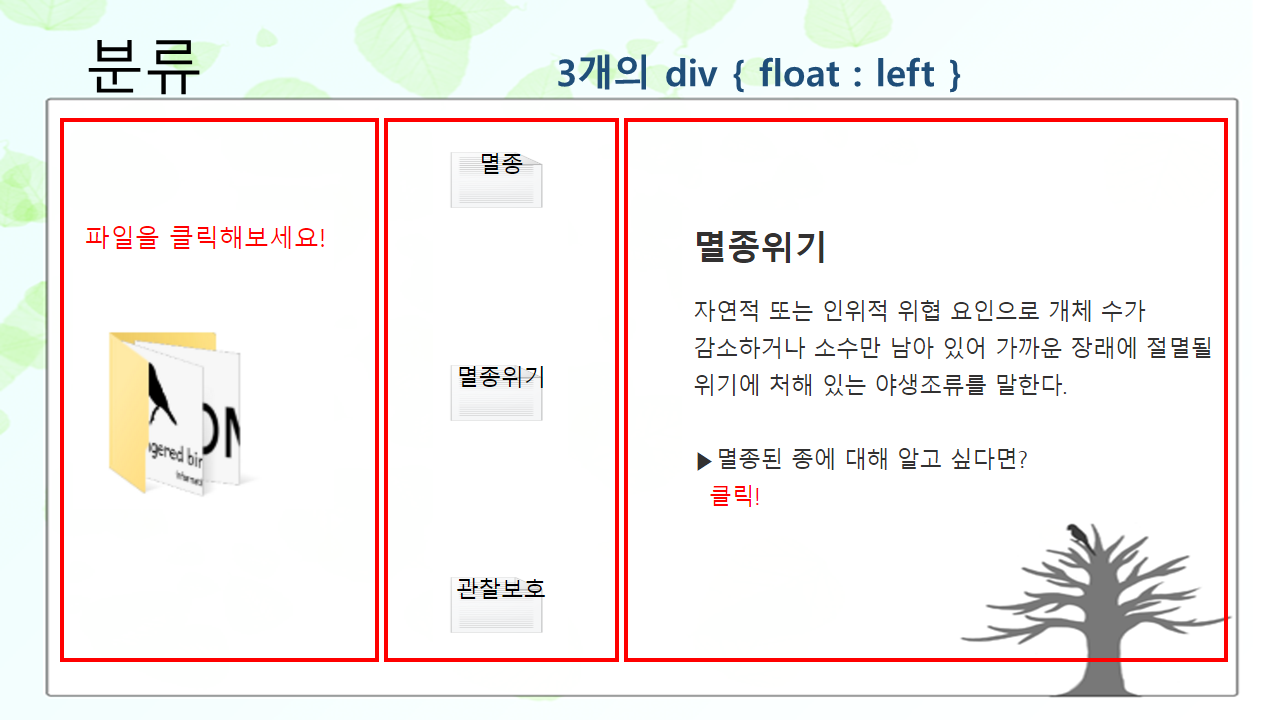 분류
3개의 div { float : left }
파일을 클릭해보세요!
gered bir
멸종
멸종위기
관찰보호
멸종위기
자연적 또는 인위적 위협 요인으로 개체 수가
감소하거나 소수만 남아 있어 가까운 장래에 절멸될
위기에 처해 있는 야생조류를 말한다.
▶멸종된 종에 대해 알고 싶다면?
클릭!